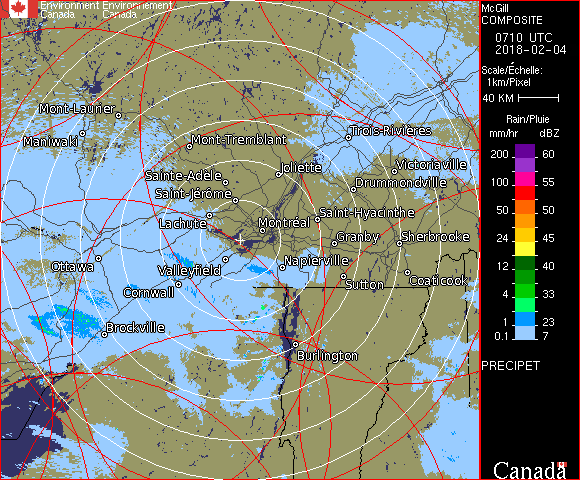 Environment Environnement
Canada Canada
McGill
COMPOSITE
0710 UTC
2018-02-04
Scale/Échelle:
1km/Pixel
40 KM
Rain/Pluie
mm/hr dBZ
200 60
100 55
50 50
24 45
12 40
4 33
1 23
0.1 7
PRECIPET
Canada
Mont-Laurier
Maniwaki
Mont-Tremblant
Trois-Rivières
Joliette
Victoriaville
Sainte-Adèle
Drummondville
Saint-Jérôme
Lachute
Saint-Hyacinthe
Montréal
Granby
Sherbrooke
Ottawa
Valleyfield
Napierville
Cornwall
Sutton
Coaticook
Brockville
Burlington